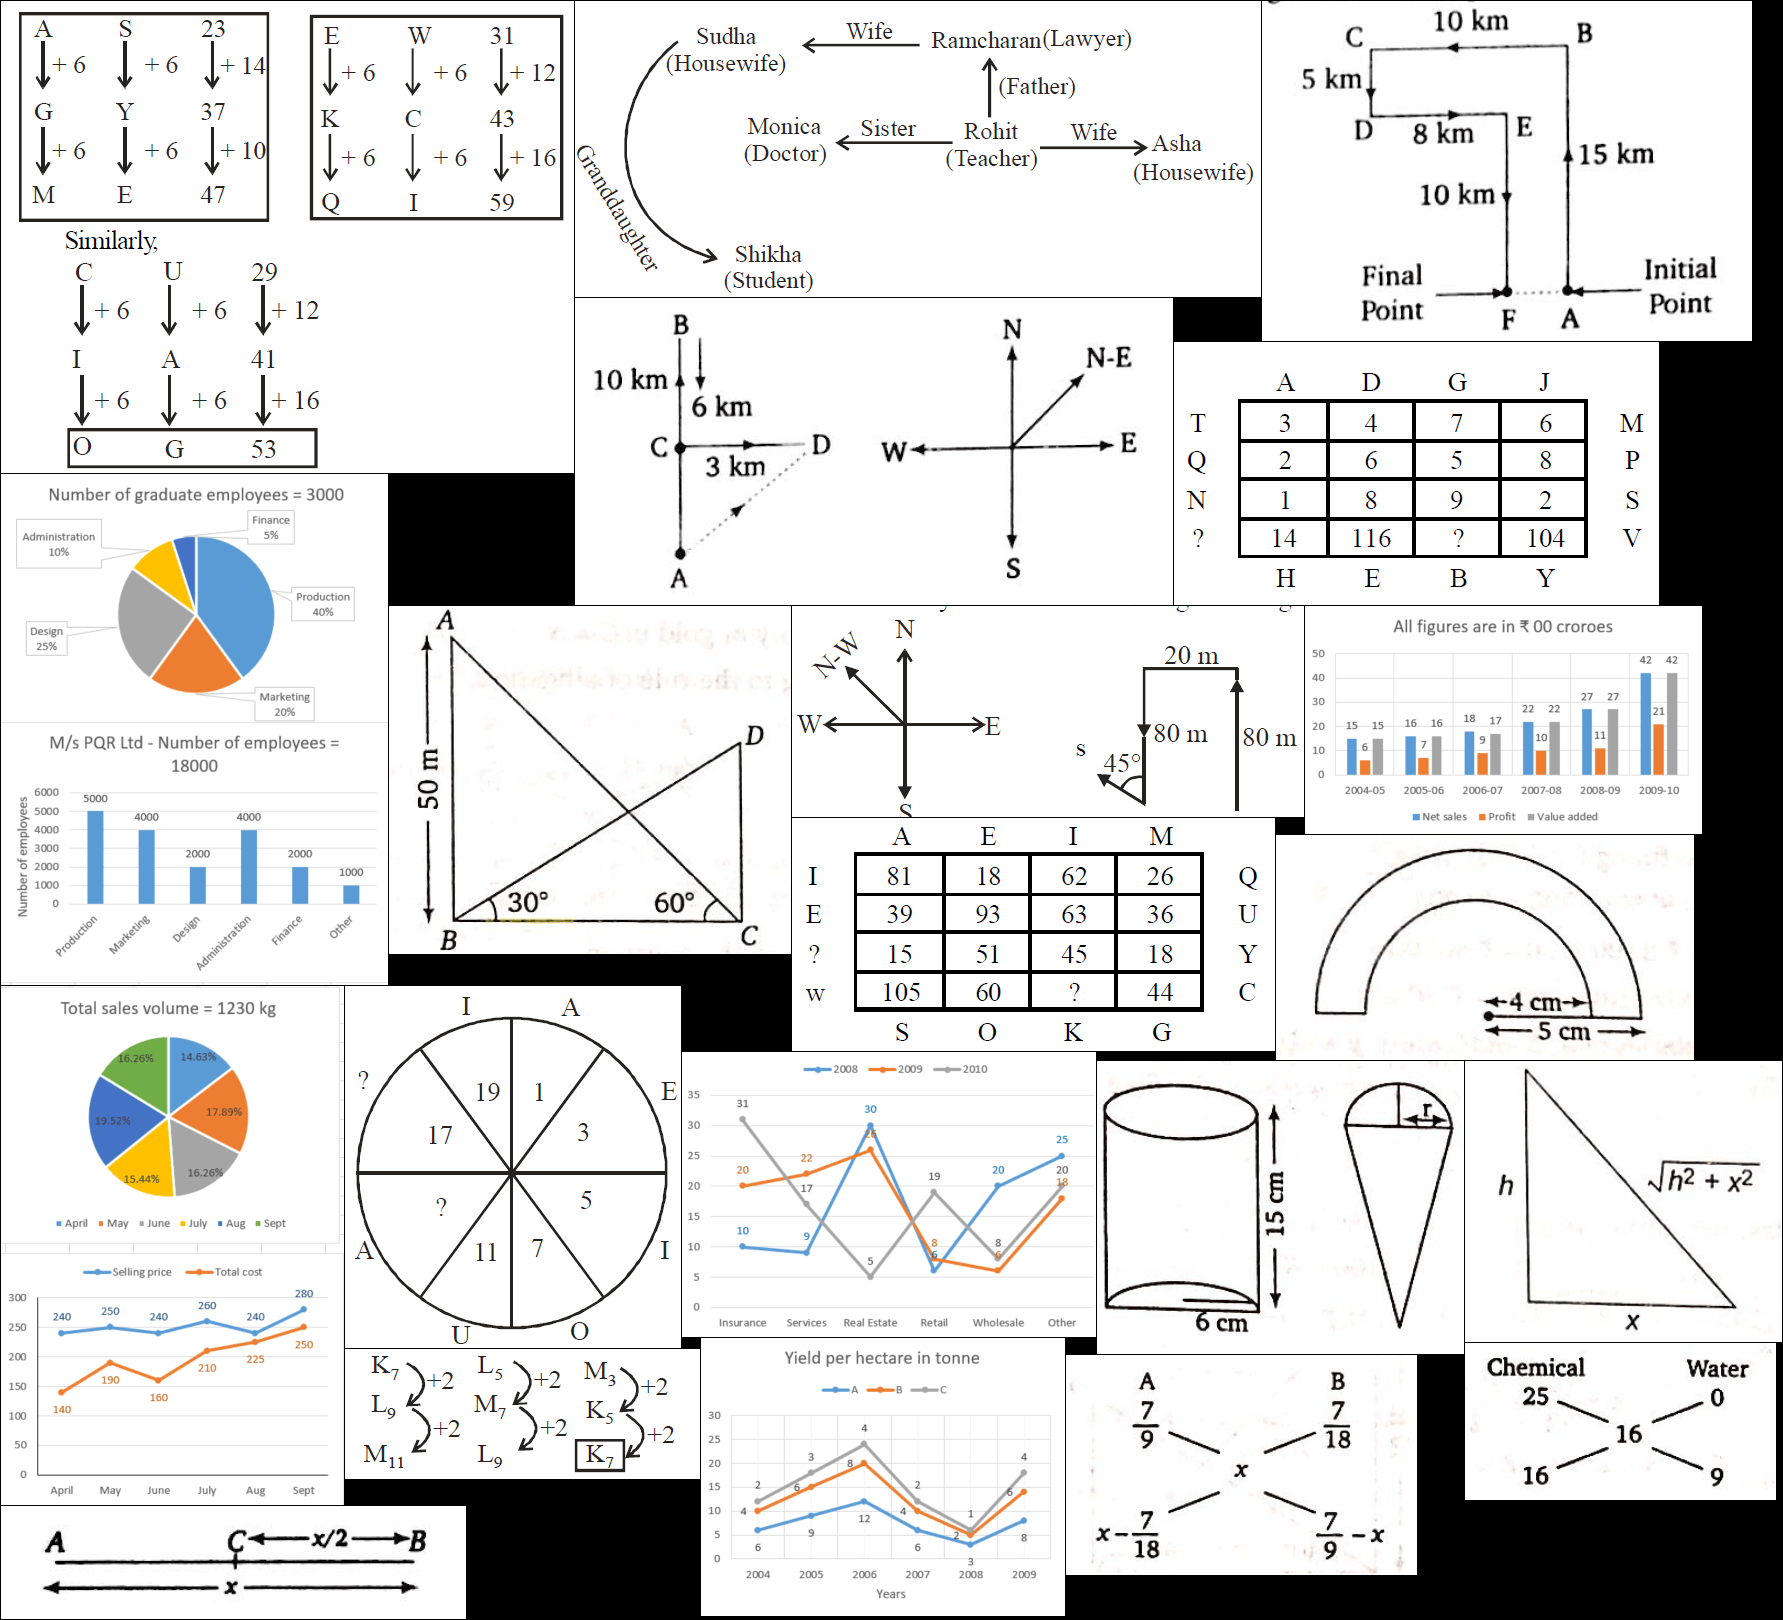 A S 23
+ 6 + 6 + 14
G Y 37
+ 6 + 6 + 10
M E 47
E W 31
+ 6 + 6 + 12
K C 43
+ 6 + 6 + 16
Q I 59
Similarly,
C U 29
+ 6 + 6 + 12
I A 41
+ 6 + 6 + 16
O G 53
Sudha
(Housewife)
Wife
Ramcharan(Lawyer)
(Father)
Monica
(Doctor)
Sister
Rohit
(Teacher)
Wife
Asha
(Housewife)
Granddaughter
Shikha
(Student)
10 km
C B
5 km
D 8 km E
15 km
10 km
Final
Point
Initial
Point
F A
B
10 km
6 km
C D
3 km
A
N
N-E
W E
S
A D G J
T 3 4 7 6 M
Q 2 6 5 8 P
N 1 8 9 2 S
? 14 116 ? 104 V
H E B Y
Number of graduate employees = 3000
Finance
5%
Administration
10%
Production
40%
Design
25%
Marketing
20%
M/s PQR Ltd - Number of employees =
18000
Number of employees
6000
5000
4000
3000
2000
1000
0
5000 4000 2000 4000 2000 1000
Production Marketing Design Administration Finance Other
A
50 m
D
30° 60°
B C
N
N-W
W E
S
20 m
80 m 80 m
s
45°
All figures are in ₹ 00 croroes
50
40
30
20
10
0
15 6 15 16 7 16 18 9 17 22 10 22 27 11 27 42 21 42
2004-05 2005-06 2006-07 2007-08 2008-09 2009-10
Net sales Profit Value added
A E I M
I 81 18 62 26 Q
E 39 93 63 36 U
? 15 51 45 18 Y
w 105 60 ? 44 C
S O K G
4 cm
5 cm
Total sales volume = 1230 kg
16.26% 14.63%
19.52% 17.89%
15.44% 16.26%
April May June July Aug Sept
Selling price Total cost
300
250
200
150
100
50
0
240 250 240 260 240 280
140 190 160 210 225 250
April May June July Aug Sept
I A
? 19 1 E
17 3
? 5
A 11 7 I
U O
2008 2009 2010
35
30
25
20
15
10
5
0
31 20 10
22 17 9
30 26 5
19 8 6
20 8 6
25 20 18
Insurance Services Real Estate Retail Wholesale Other
15 cm
6 cm
r
h
√h² + x²
x
K₇ +2 L₅ +2 M₃ +2
L₉ M₇ K₅
+2 +2 +2
M₁₁ L₉ K₇
Yield per hectare in tonne
A B C
30
25
20
15
10
5
0
2 3 4 2 1 4
4 6 8 4 2 6
6 9 12 6 3 8
2004 2005 2006 2007 2008 2009
Years
A B
7/9 7/18
x
x – 7/18 7/9 – x
Chemical Water
25 0
16
16 9
A C x/2 B
x